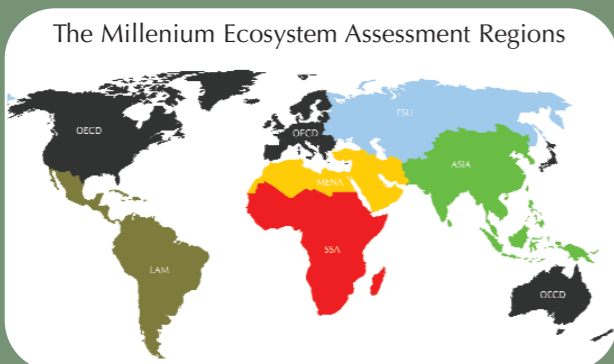 The Millenium Ecosystem Assessment Regions
OECD
OECD
FSU
ASIA
MENA
SSA
LAM
OECD